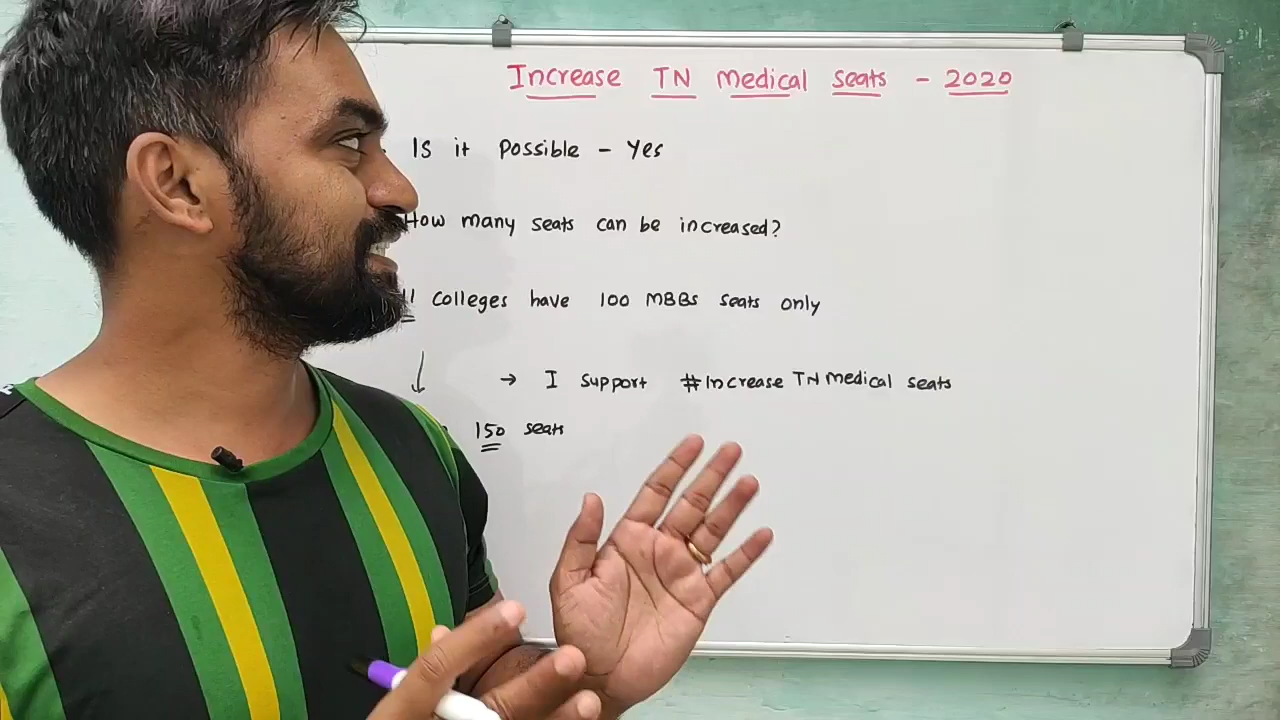 Increase TN Medical seats - 2020
Is it Possible - Yes
How many seats can be increased?
11 Colleges have 100 MBBS seats only
→ I support #Increase TN Medical seats
150 seats